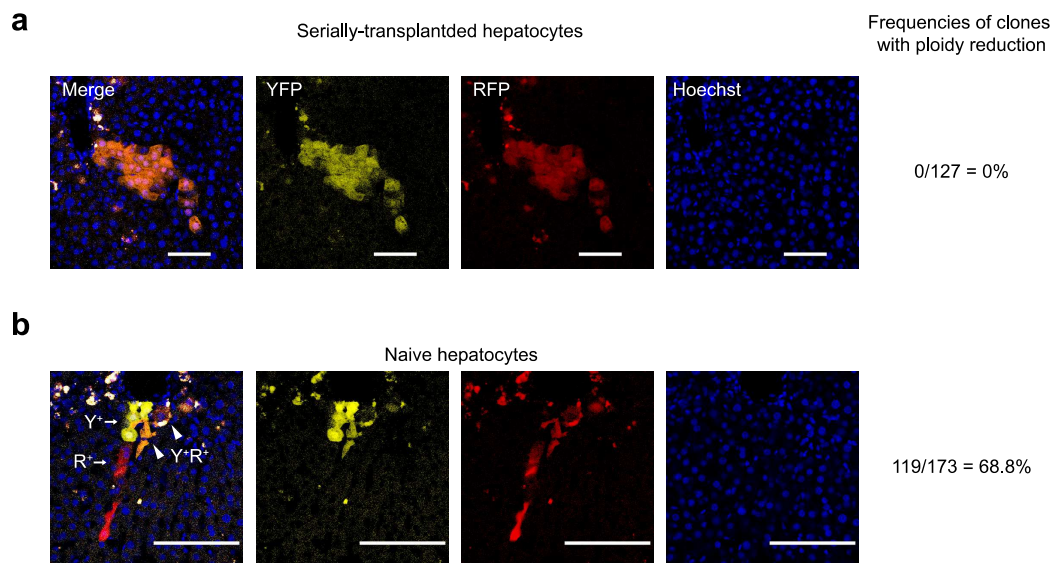 a
Serially-transplantded hepatocytes
Frequencies of clones
with ploidy reduction
Merge
YFP
RFP
Hoechst
0/127 = 0%
b
Naive hepatocytes
Y+→
R+→
Y+R+
119/173 = 68.8%